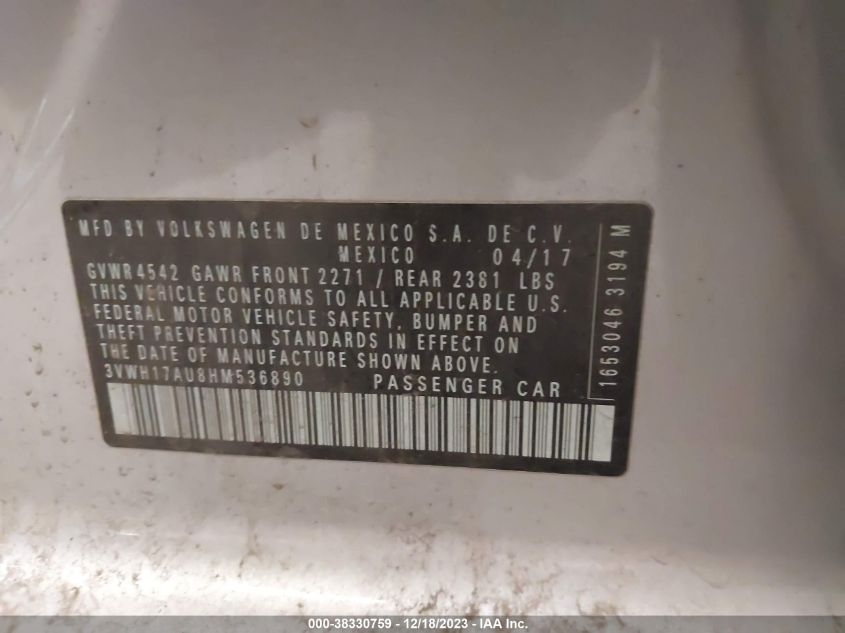 MFD BY VOLKSWAGEN DE MEXICO S.A. DE C.V.
MEXICO 04/17
GVWR4542 GAWR FRONT 2271 / REAR 2381 LBS
THIS VEHICLE CONFORMS TO ALL APPLICABLE U.S.
FEDERAL MOTOR VEHICLE SAFETY, BUMPER AND
THEFT PREVENTION STANDARDS IN EFFECT ON
THE DATE OF MANUFACTURE SHOWN ABOVE.
3VWH17AU8HM536890 PASSENGER CAR
1653046 3194 M
000-38330759 - 12/18/2023 - IAA Inc.